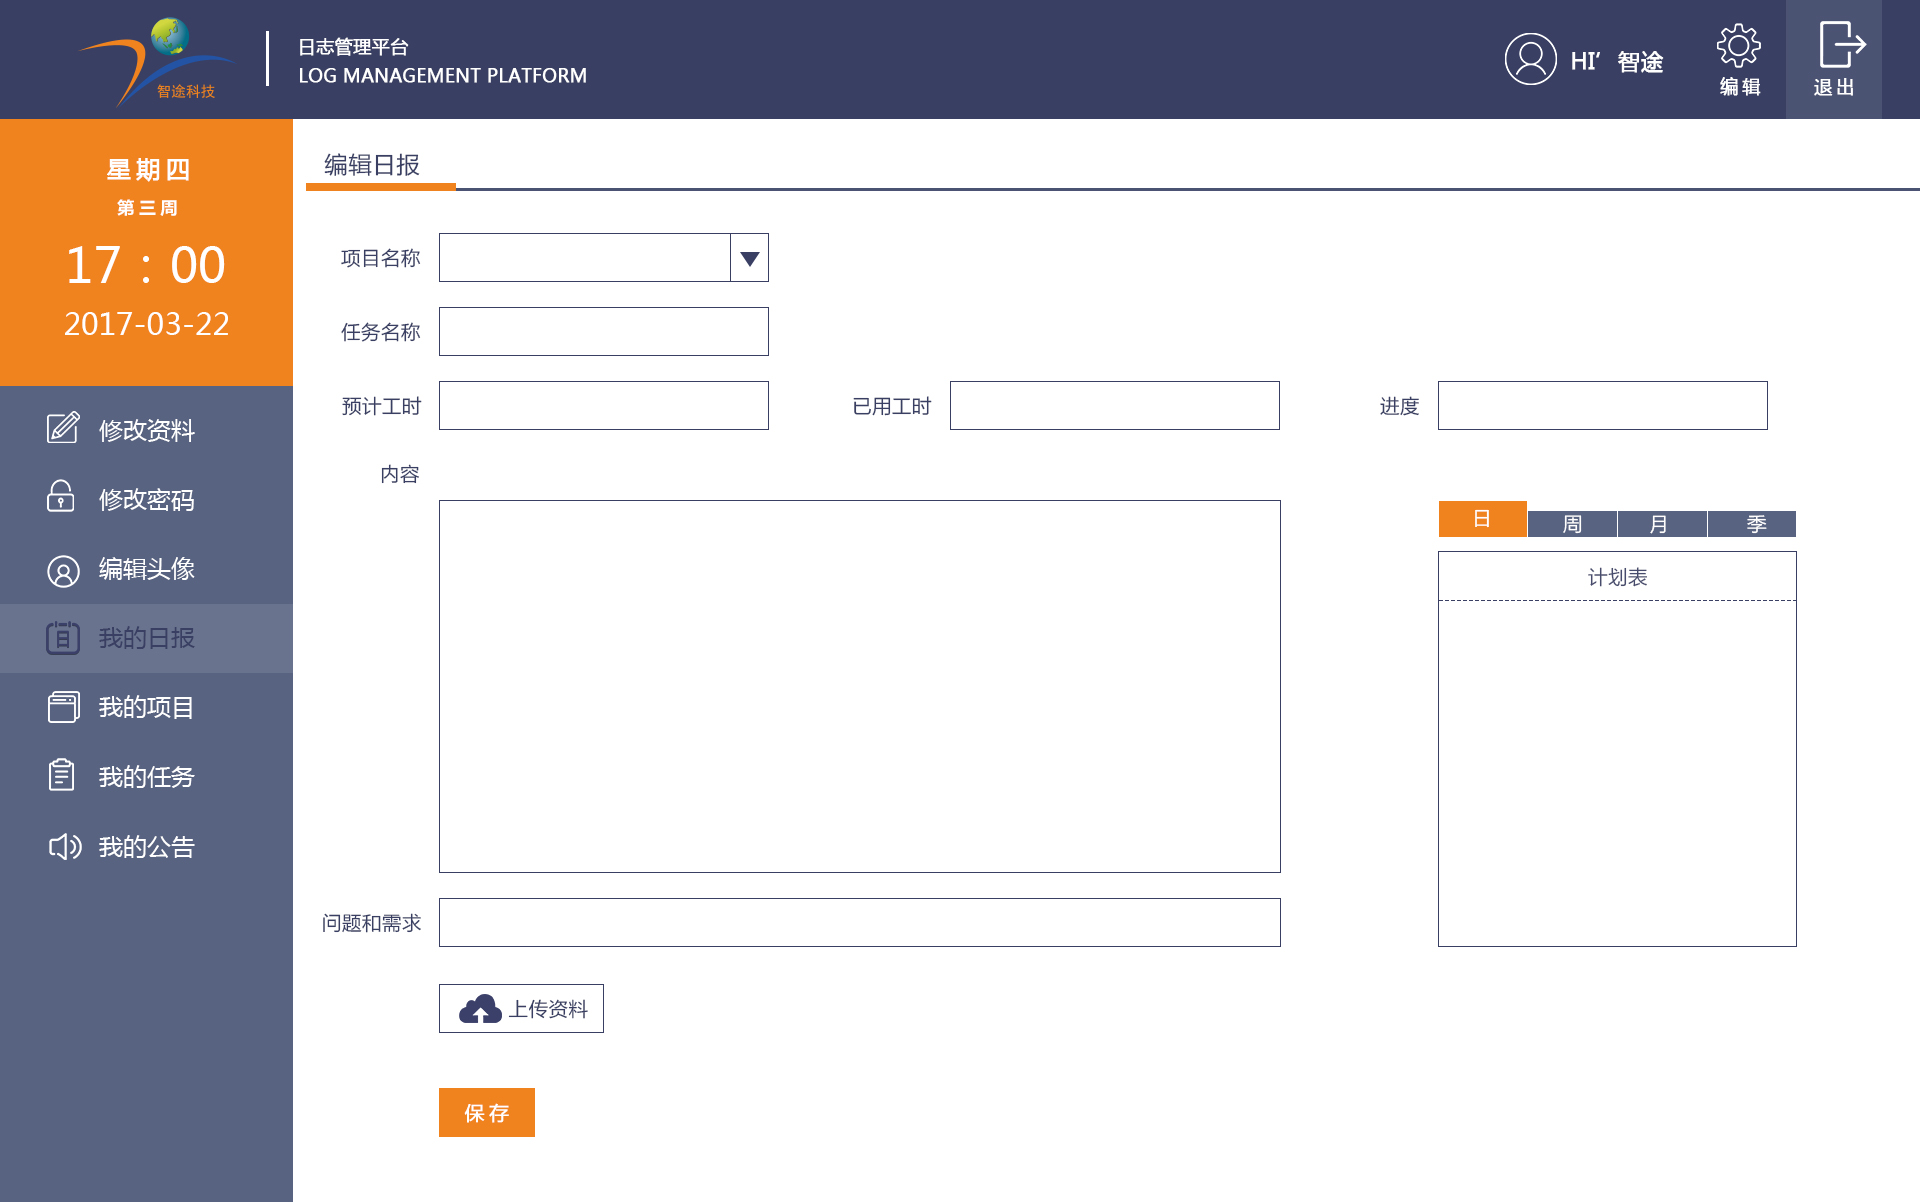 智途科技
日志管理平台
LOG MANAGEMENT PLATFORM
HI’ 智途
编辑
退出
星期四
第三周
17：00
2017-03-22
修改资料
修改密码
编辑头像
我的日报
我的项目
我的任务
我的公告
编辑日报
项目名称
任务名称
预计工时
已用工时
进度
内容
日 周 月 季
计划表
问题和需求
上传资料
保存